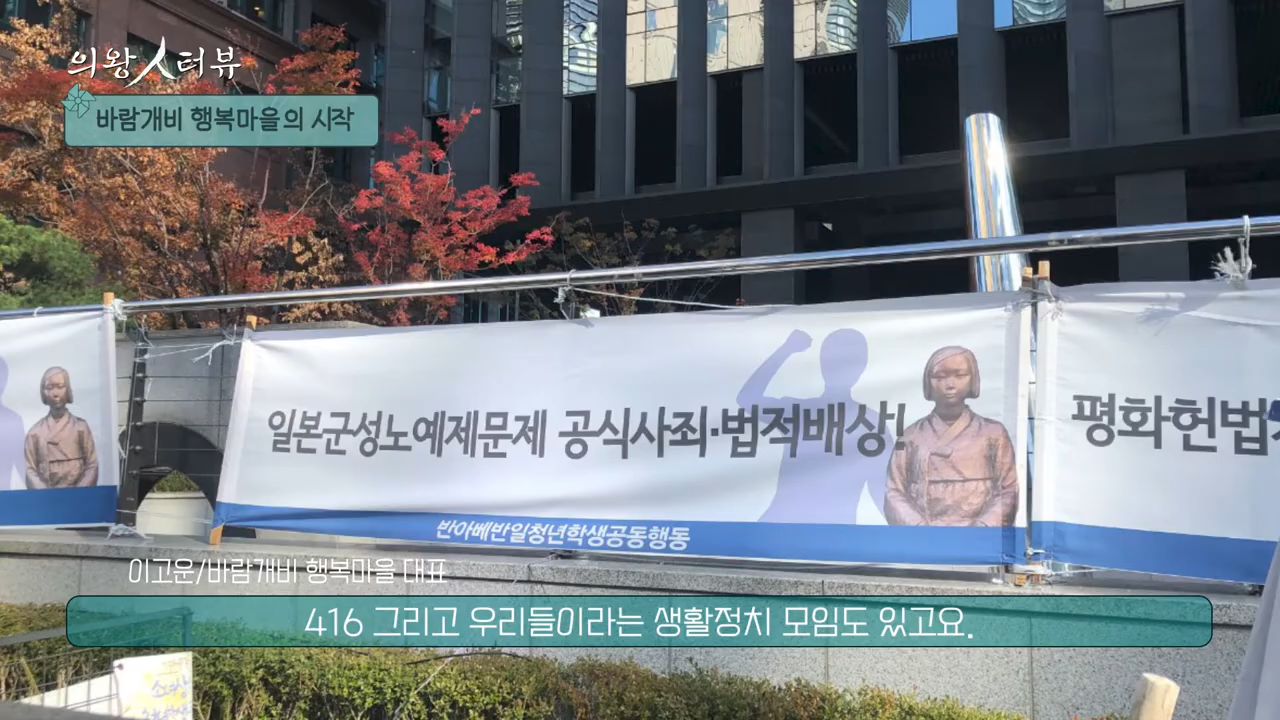 의왕人터뷰
바람개비 행복마을의 시작
일본군성노예제문제 공식사죄·법적배상!
평화헌법
반아베반일청년학생공동행동
이고운/바람개비 행복마을 대표
416 그리고 우리들이라는 생활정치 모임도 있고요.
소녀상